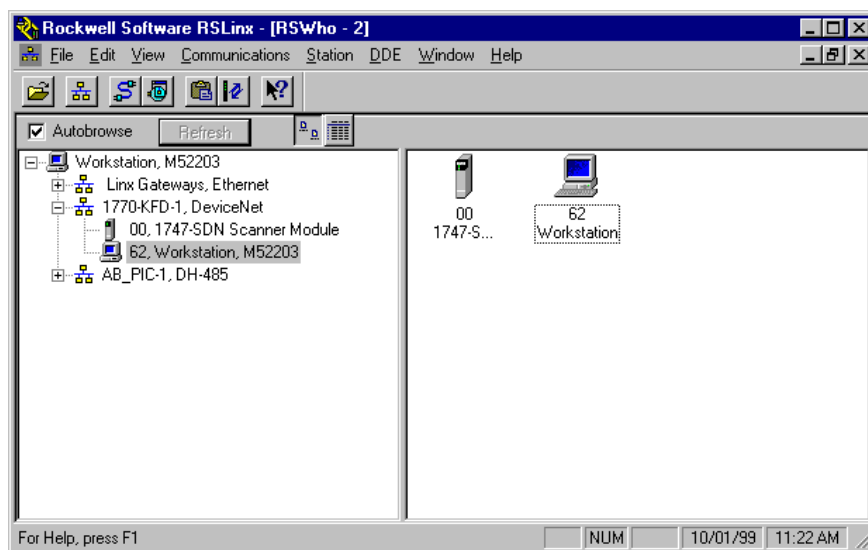 Rockwell Software RSLinx - [RSWho - 2]
File Edit View Communications Station DDE Window Help
Autobrowse Refresh
Workstation, M52203
Linx Gateways, Ethernet
1770-KFD-1, DeviceNet
00, 1747-SDN Scanner Module
62, Workstation, M52203
AB_PIC-1, DH-485
00
1747-S...
62
Workstation
For Help, press F1 NUM 10/01/99 11:22 AM